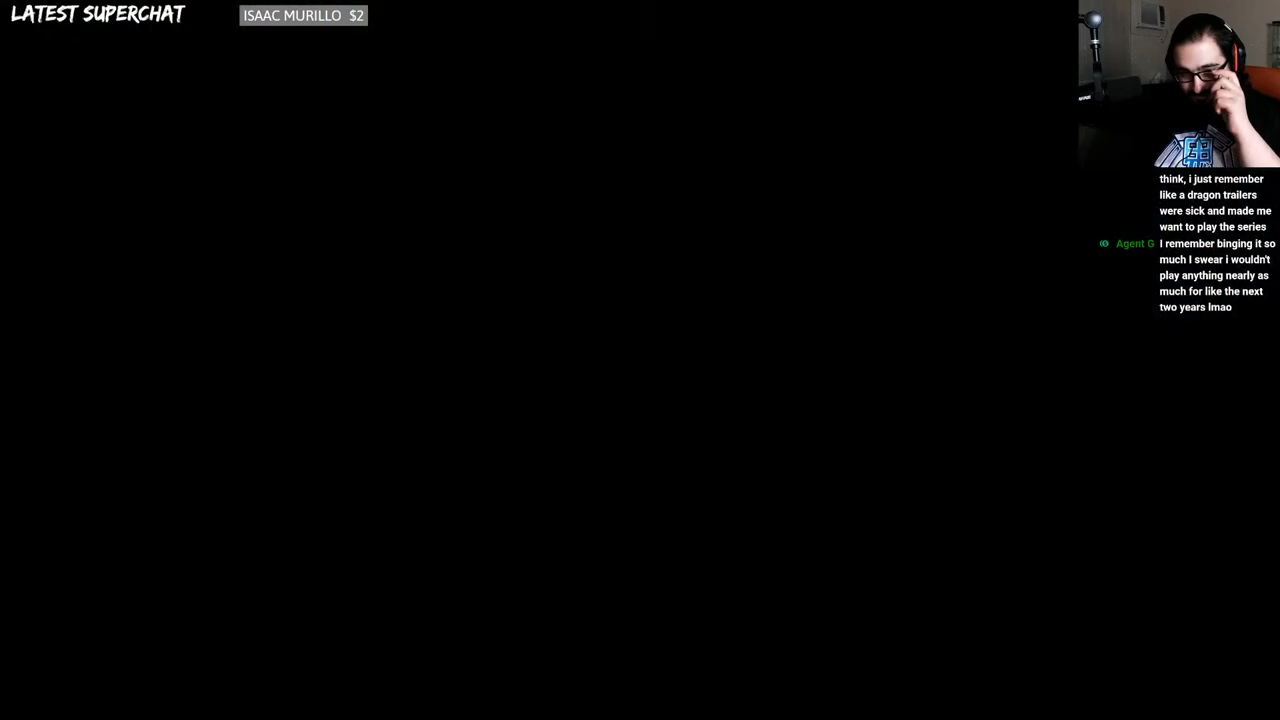 LATEST SUPERCHAT
ISAAC MURILLO $2
think, i just remember
like a dragon trailers
were sick and made me
want to play the series
Agent G I remember binging it so
much I swear i wouldn't
play anything nearly as
much for like the next
two years lmao